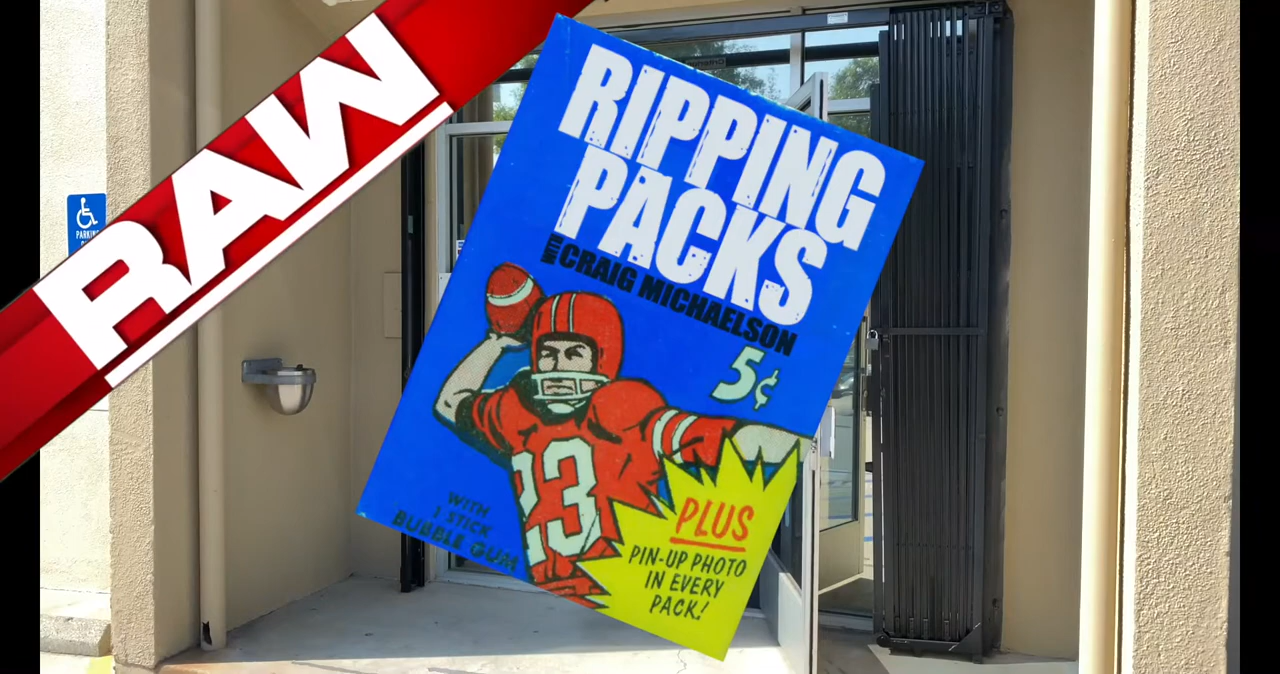 RAW
RIPPING
PACKS
WITH CRAIG MICHAELSON
5¢
13
WITH
1 STICK
BUBBLE GUM
PLUS
PIN-UP PHOTO
IN EVERY
PACK!
PARKING